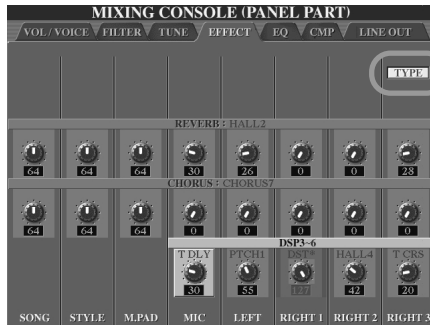 MIXING CONSOLE (PANEL PART)
VOL / VOICE FILTER TUNE EFFECT EQ CMP LINE OUT
TYPE
REVERB : HALL2
64 64 64 30 26 0 0 28
CHORUS : CHORUS7
64 64 64 0 0 0 0 0
DSP3~6
T DLY PTCH1 DST# HALL4 T CRS
30 55 127 42 20
SONG STYLE M.PAD MIC LEFT RIGHT 1 RIGHT 2 RIGHT 3